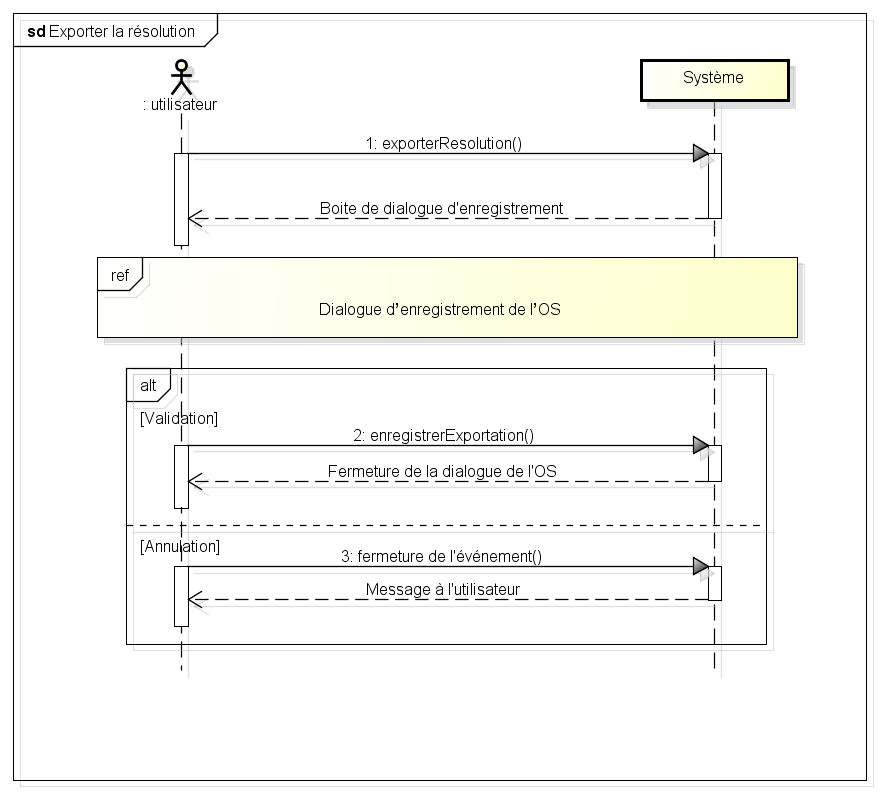 sd Exporter la résolution
: utilisateur
Système
1: exporterResolution()
Boite de dialogue d'enregistrement
ref
Dialogue d’enregistrement de l’OS
alt
[Validation]
2: enregistrerExportation()
Fermeture de la dialogue de l'OS
[Annulation]
3: fermeture de l'événement()
Message à l'utilisateur